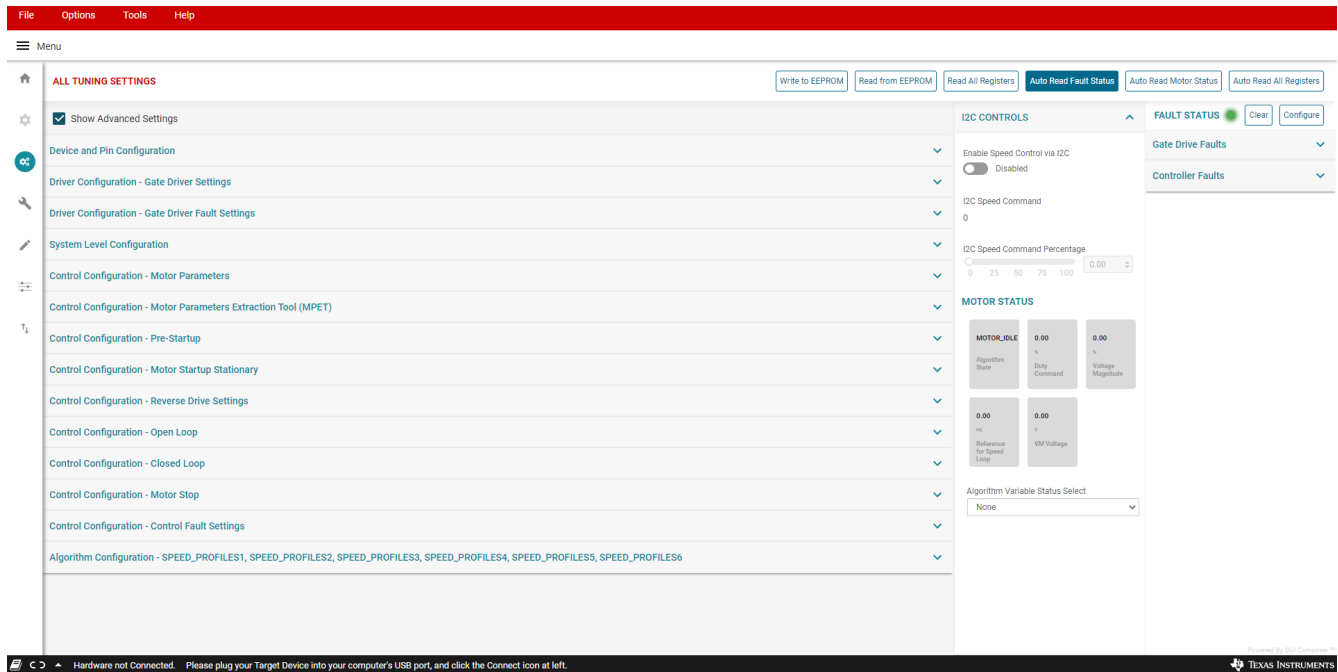 File Options Tools Help
Menu
ALL TUNING SETTINGS
Write to EEPROM Read from EEPROM Read All Registers Auto Read Fault Status Auto Read Motor Status Auto Read All Registers
Show Advanced Settings
Device and Pin Configuration
Driver Configuration - Gate Driver Settings
Driver Configuration - Gate Driver Fault Settings
System Level Configuration
Control Configuration - Motor Parameters
Control Configuration - Motor Parameters Extraction Tool (MPET)
Control Configuration - Pre-Startup
Control Configuration - Motor Startup Stationary
Control Configuration - Reverse Drive Settings
Control Configuration - Open Loop
Control Configuration - Closed Loop
Control Configuration - Motor Stop
Control Configuration - Control Fault Settings
Algorithm Configuration - SPEED_PROFILES1, SPEED_PROFILES2, SPEED_PROFILES3, SPEED_PROFILES4, SPEED_PROFILES5, SPEED_PROFILES6
I2C CONTROLS
Enable Speed Control via I2C
Disabled
I2C Speed Command
0
I2C Speed Command Percentage
0.00
0 25 50 75 100
MOTOR STATUS
MOTOR_IDLE
Algorithm
State
0.00
%
Duty
Command
0.00
%
Voltage
Magnitude
0.00
Hz
Reference
for Speed
Loop
0.00
V
VM Voltage
Algorithm Variable Status Select
None
FAULT STATUS Clear Configure
Gate Drive Faults
Controller Faults
Powered By GUI Composer™
Hardware not Connected. Please plug your Target Device into your computer's USB port, and click the Connect icon at left.
TEXAS INSTRUMENTS